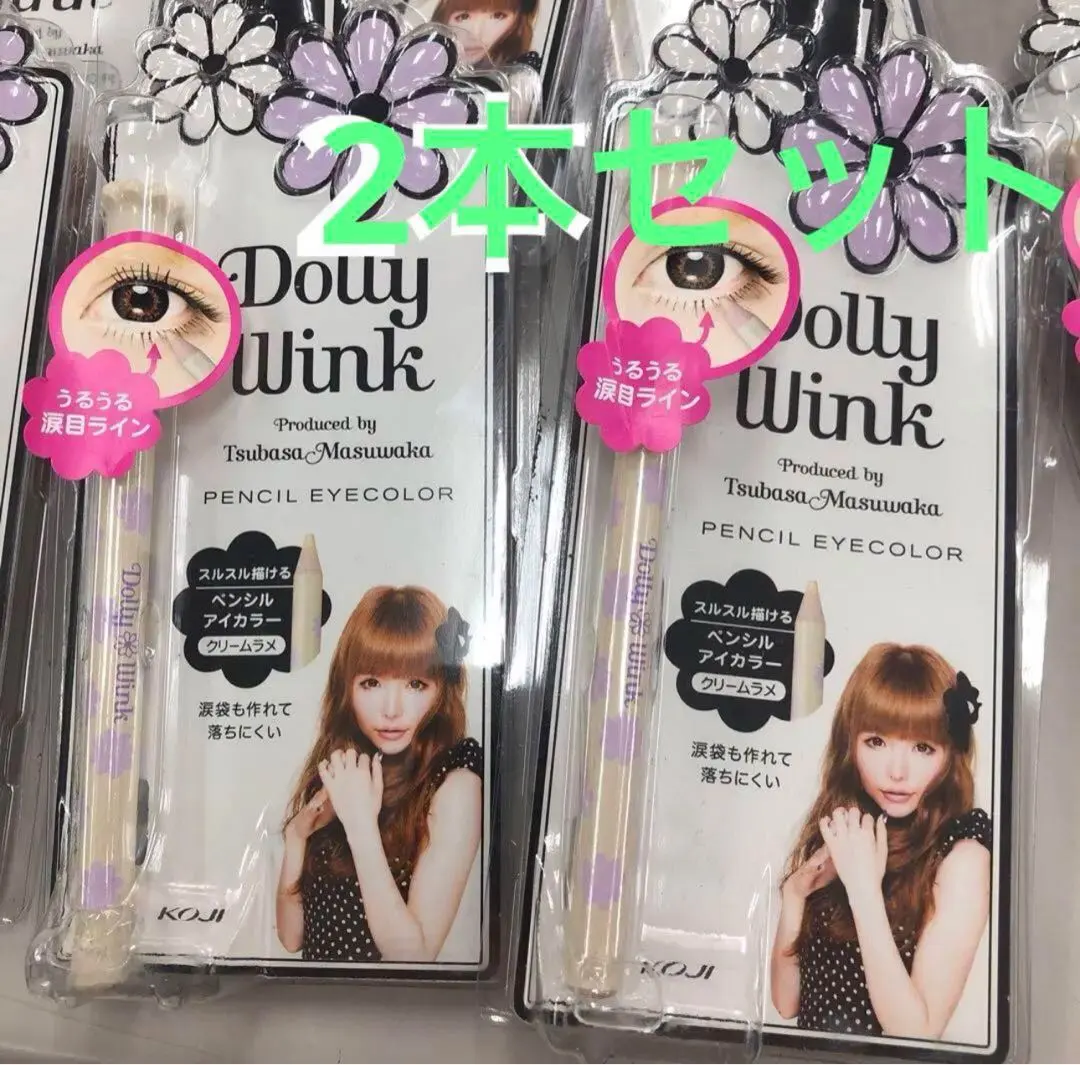 2本セット
Dolly
Wink
Produced by
Tsubasa Masuwaka
PENCIL EYECOLOR
うるうる
涙目ライン
スルスル描ける
ペンシル
アイカラー
クリームラメ
涙袋も作れて
落ちにくい
Dolly Wink
KOJI
Dolly
Wink
Produced by
Tsubasa Masuwaka
PENCIL EYECOLOR
うるうる
涙目ライン
スルスル描ける
ペンシル
アイカラー
クリームラメ
涙袋も作れて
落ちにくい
Dolly Wink
KOJI